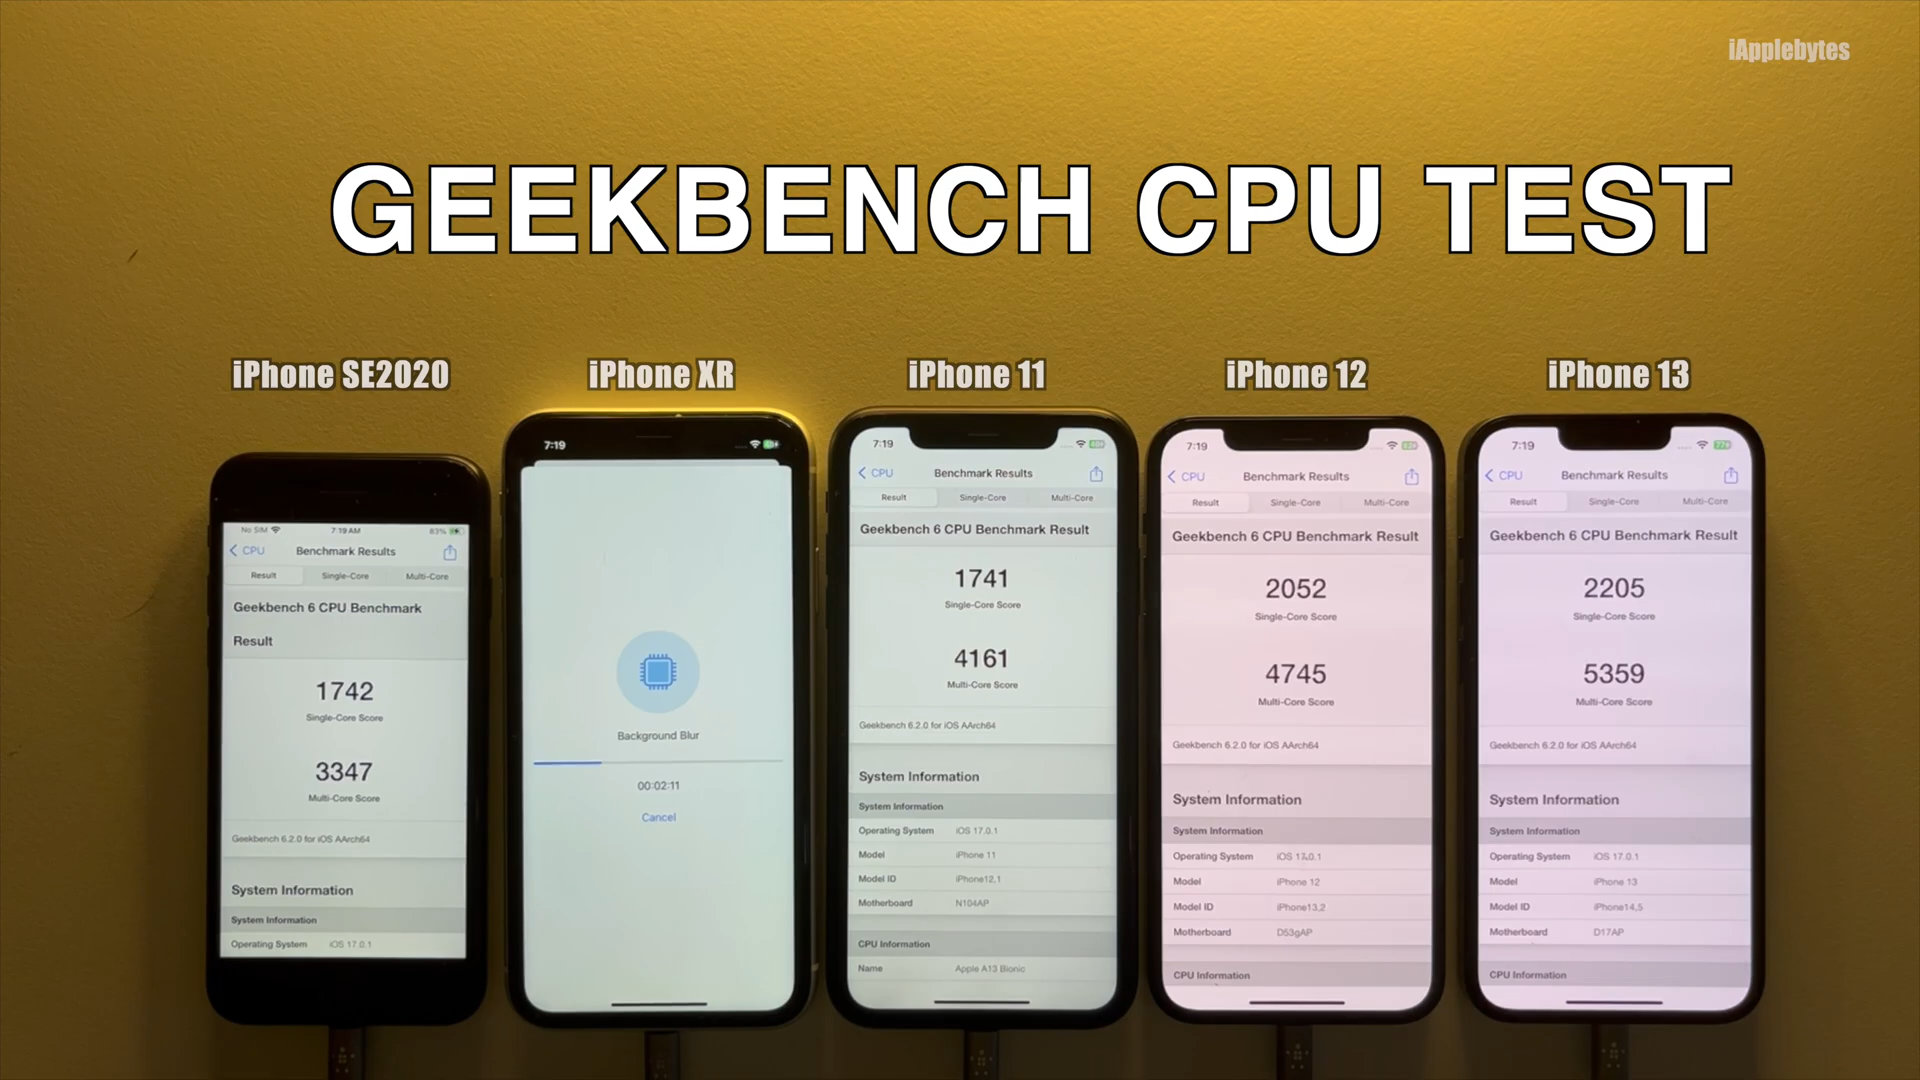 iApplebytes
GEEKBENCH CPU TEST
iPhone SE2020
iPhone XR
iPhone 11
iPhone 12
iPhone 13
No SIM 7:19 AM 83%
CPU Benchmark Results
Result Single-Core Multi-Core
Geekbench 6 CPU Benchmark
Result
1742
Single-Core Score
3347
Multi-Core Score
Geekbench 6.2.0 for iOS AArch64
System Information
System Information
Operating System iOS 17.0.1
7:19
Background Blur
00:02:11
Cancel
7:19
CPU Benchmark Results
Result Single-Core Multi-Core
Geekbench 6 CPU Benchmark Result
1741
Single-Core Score
4161
Multi-Core Score
Geekbench 6.2.0 for iOS AArch64
System Information
System Information
Operating System iOS 17.0.1
Model iPhone 11
Model ID iPhone12,1
Motherboard N104AP
CPU Information
Name Apple A13 Bionic
7:19
CPU Benchmark Results
Result Single-Core Multi-Core
Geekbench 6 CPU Benchmark Result
2052
Single-Core Score
4745
Multi-Core Score
Geekbench 6.2.0 for iOS AArch64
System Information
System Information
Operating System iOS 17.0.1
Model iPhone 12
Model ID iPhone13,2
Motherboard D53gAP
CPU Information
7:19
CPU Benchmark Results
Result Single-Core Multi-Core
Geekbench 6 CPU Benchmark Result
2205
Single-Core Score
5359
Multi-Core Score
Geekbench 6.2.0 for iOS AArch64
System Information
System Information
Operating System iOS 17.0.1
Model iPhone 13
Model ID iPhone14,5
Motherboard D17AP
CPU Information